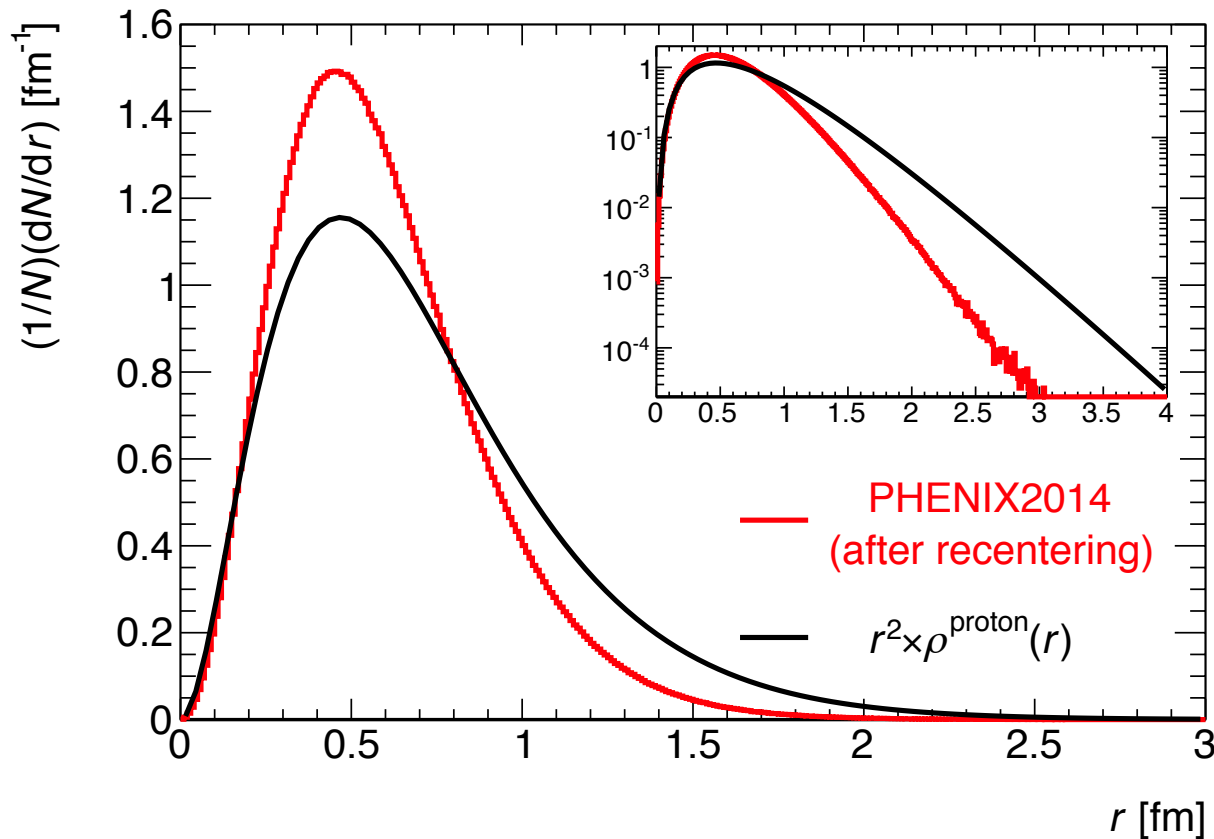 (1/N)(dN/dr) [fm⁻¹]
1.6
1.4
1.2
1
0.8
0.6
0.4
0.2
0
0 0.5 1 1.5 2 2.5 3
r [fm]
1
10⁻¹
10⁻²
10⁻³
10⁻⁴
0 0.5 1 1.5 2 2.5 3 3.5 4
PHENIX2014
(after recentering)
r²×ρᵖʳᵒᵗᵒⁿ(r)